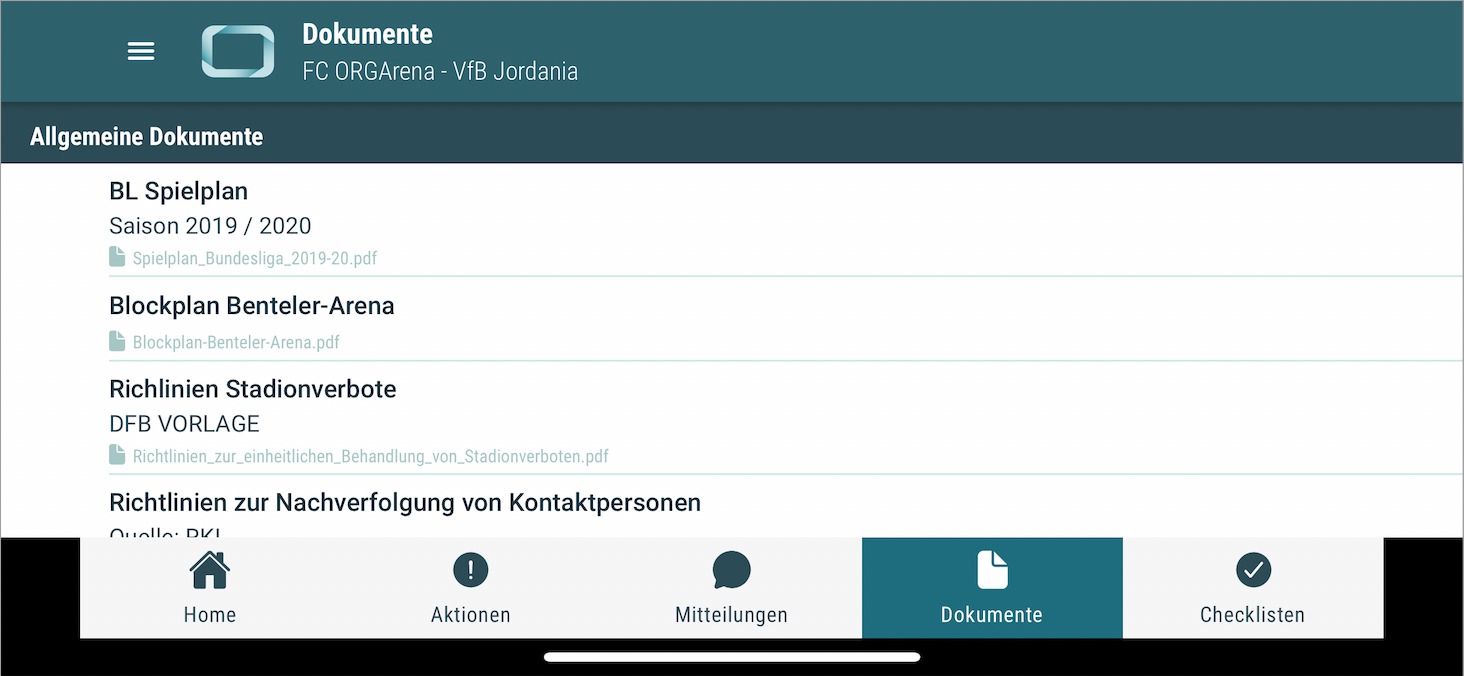 Dokumente
FC ORGArena - VfB Jordania
Allgemeine Dokumente
BL Spielplan
Saison 2019 / 2020
Spielplan_Bundesliga_2019-20.pdf
Blockplan Benteler-Arena
Blockplan-Benteler-Arena.pdf
Richlinien Stadionverbote
DFB VORLAGE
Richtlinien_zur_einheitlichen_Behandlung_von_Stadionverboten.pdf
Richtlinien zur Nachverfolgung von Kontaktpersonen
Quelle: RKI
Home
Aktionen
Mitteilungen
Dokumente
Checklisten